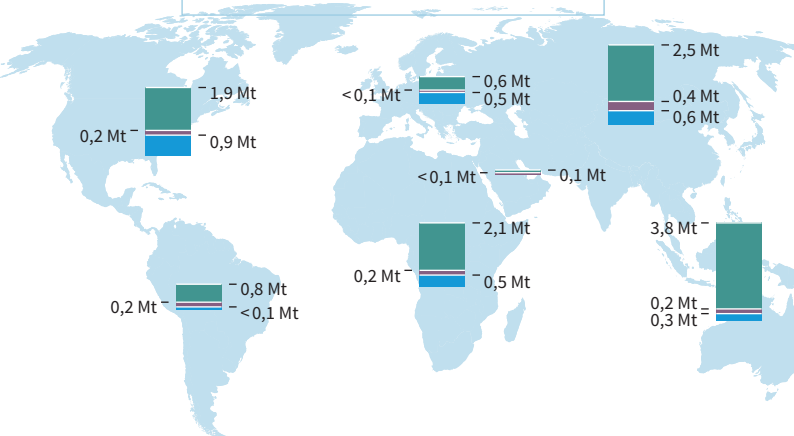 1,9 Mt
0,2 Mt
0,9 Mt
<0,1 Mt
0,6 Mt
0,5 Mt
2,5 Mt
0,4 Mt
0,6 Mt
<0,1 Mt
0,1 Mt
2,1 Mt
0,2 Mt
0,5 Mt
3,8 Mt
0,2 Mt
0,3 Mt
0,8 Mt
0,2 Mt
<0,1 Mt